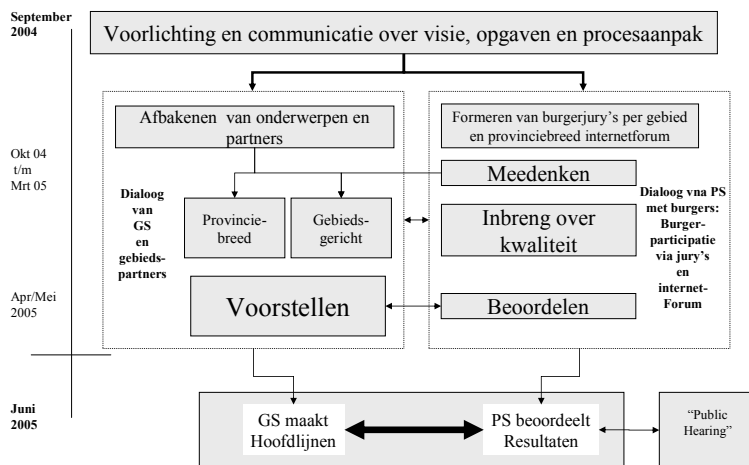 September
2004
Voorlichting en communicatie over visie, opgaven en procesaanpak
Afbakenen van onderwerpen en
partners
Formeren van burgerjury's per gebied
en provinciebreed internetforum
Okt 04
t/m
Mrt 05
Meedenken
Dialoog
van
GS
en
gebieds-
partners
Provincie-
breed
Gebieds-
gericht
Inbreng over
kwaliteit
Dialoog vna PS
met burgers:
Burger-
participatie
via jury's
en
internet-
Forum
Apr/Mei
2005
Voorstellen
Beoordelen
Juni
2005
GS maakt
Hoofdlijnen
PS beoordeelt
Resultaten
“Public
Hearing”